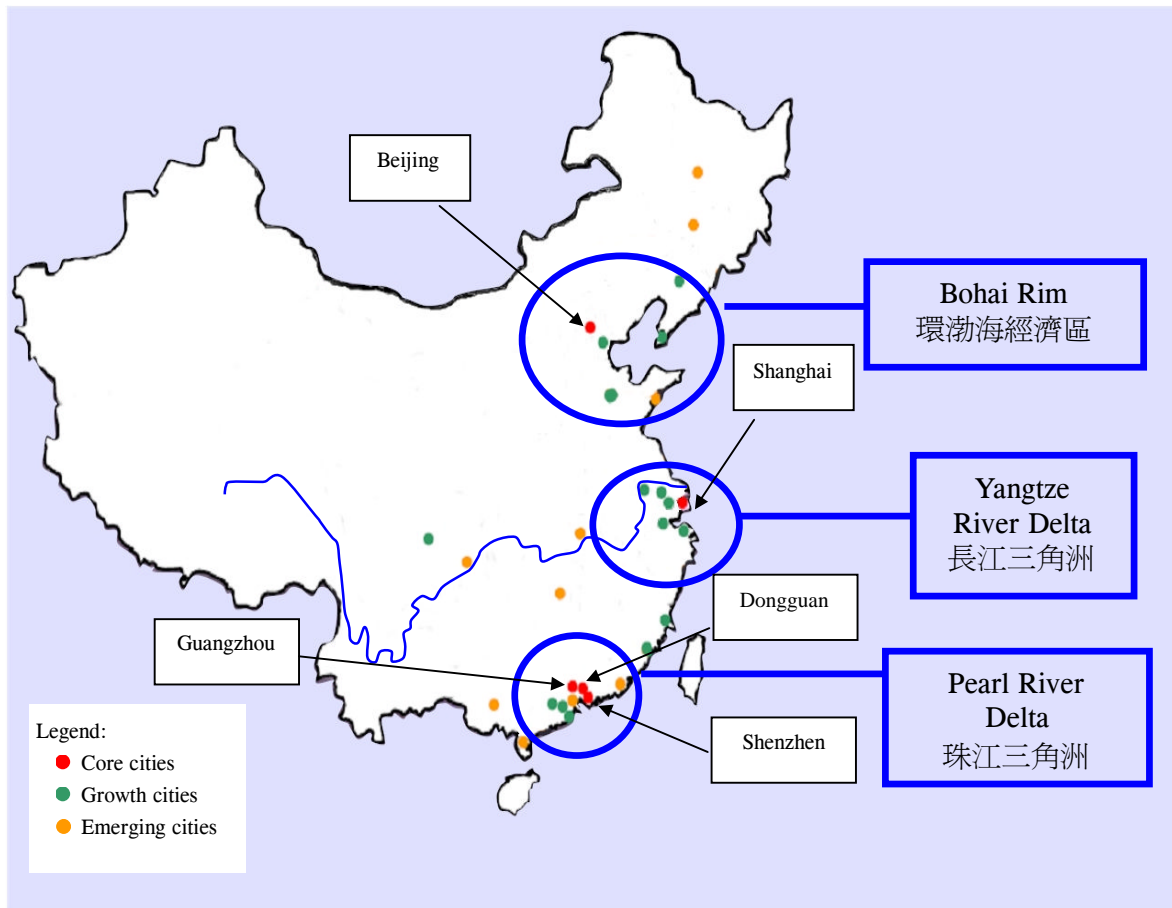 Beijing
Bohai Rim
環渤海經濟區
Shanghai
Yangtze
River Delta
長江三角洲
Dongguan
Guangzhou
Pearl River
Delta
珠江三角洲
Shenzhen
Legend:
Core cities
Growth cities
Emerging cities